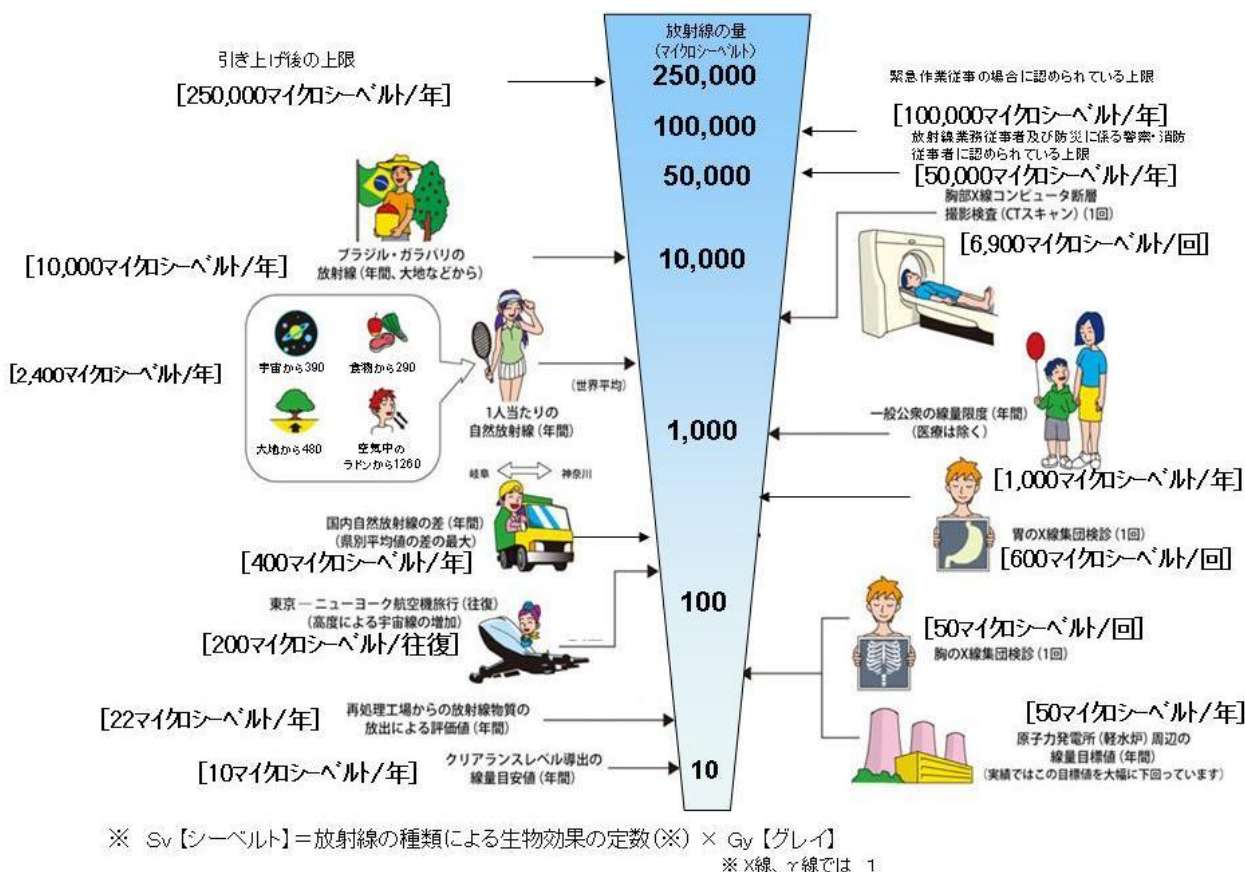 放射線の量
(マイクロシーベルト)
250,000
100,000
50,000
10,000
1,000
100
10
引き上げ後の上限
[250,000マイクロシーベルト/年]
ブラジル・ガラパリの
放射線(年間、大地などから)
[10,000マイクロシーベルト/年]
宇宙から390
食物から290
大地から480
空気中の
ラドンから1260
[2,400マイクロシーベルト/年]
1人当たりの
自然放射線(年間)
(世界平均)
岐阜
神奈川
国内自然放射線の差(年間)
(県別平均値の差の最大)
[400マイクロシーベルト/年]
東京―ニューヨーク航空機旅行(往復)
(高度による宇宙線の増加)
[200マイクロシーベルト/往復]
[22マイクロシーベルト/年]
再処理工場からの放射線物質の
放出による評価値(年間)
[10マイクロシーベルト/年]
クリアランスレベル導出の
線量目安値(年間)
緊急作業従事の場合に認められている上限
[100,000マイクロシーベルト/年]
放射線業務従事者及び防災に係る警察・消防
従事者に認められている上限
[50,000マイクロシーベルト/年]
胸部X線コンピュータ断層
撮影検査(CTスキャン)(1回)
[6,900マイクロシーベルト/回]
一般公衆の線量限度(年間)
(医療は除く)
[1,000マイクロシーベルト/年]
胃のX線集団検診(1回)
[600マイクロシーベルト/回]
[50マイクロシーベルト/回]
胸のX線集団検診(1回)
[50マイクロシーベルト/年]
原子力発電所(軽水炉)周辺の
線量目標値(年間)
(実績ではこの目標値を大幅に下回っています)
※ Sv【シーベルト】=放射線の種類による生物効果の定数(※) × Gy【グレイ】
※ X線、γ線では 1